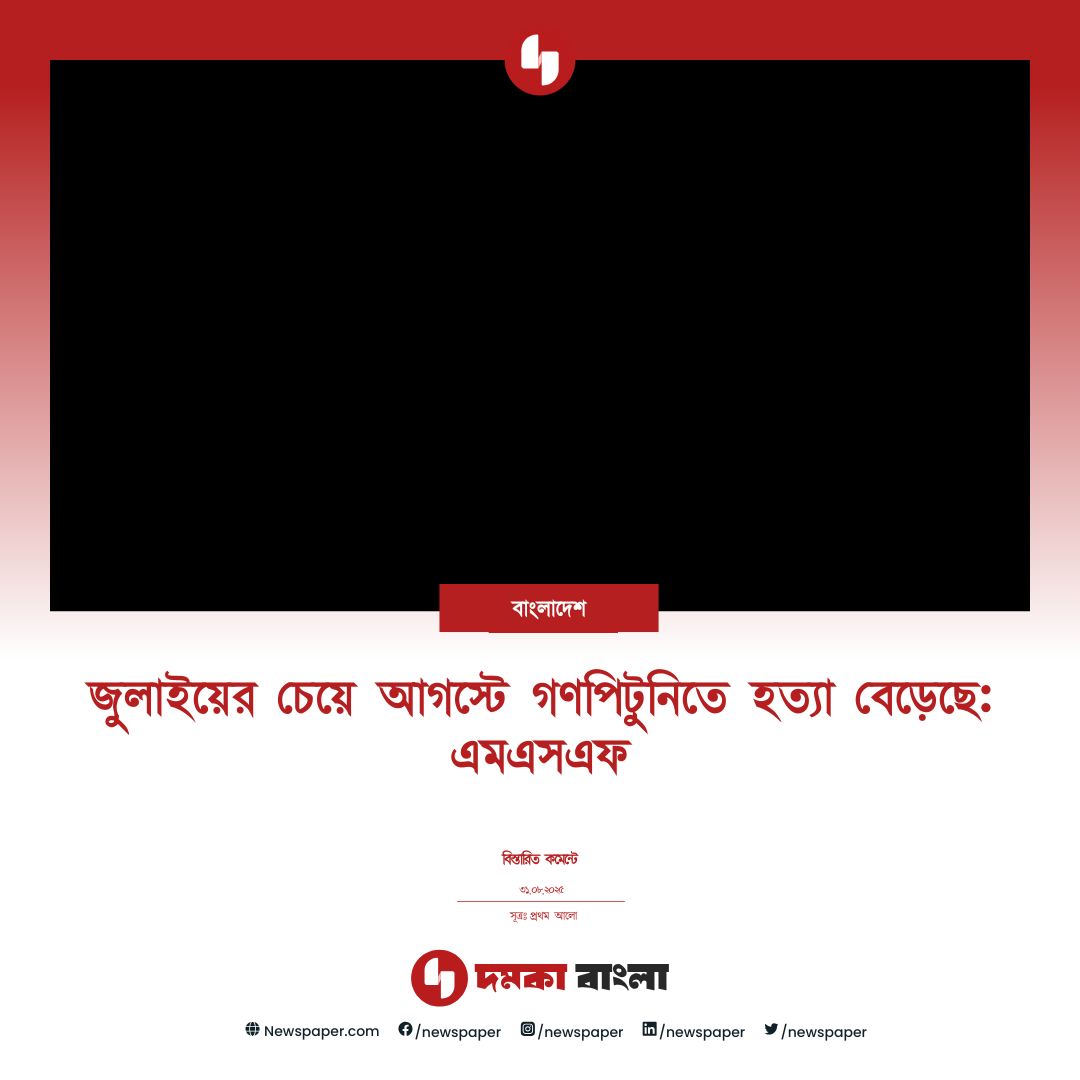 বাংলাদেশ
জুলাইয়ের চেয়ে আগস্টে গণপিটুনিতে হত্যা বেড়েছে:
এমএসএফ
বিস্তারিত কমেন্টে
৩১.০৮.২০২৫
সূত্রঃ প্রথম আলো
দমকা বাংলা
Newspaper.com /newspaper /newspaper /newspaper /newspaper